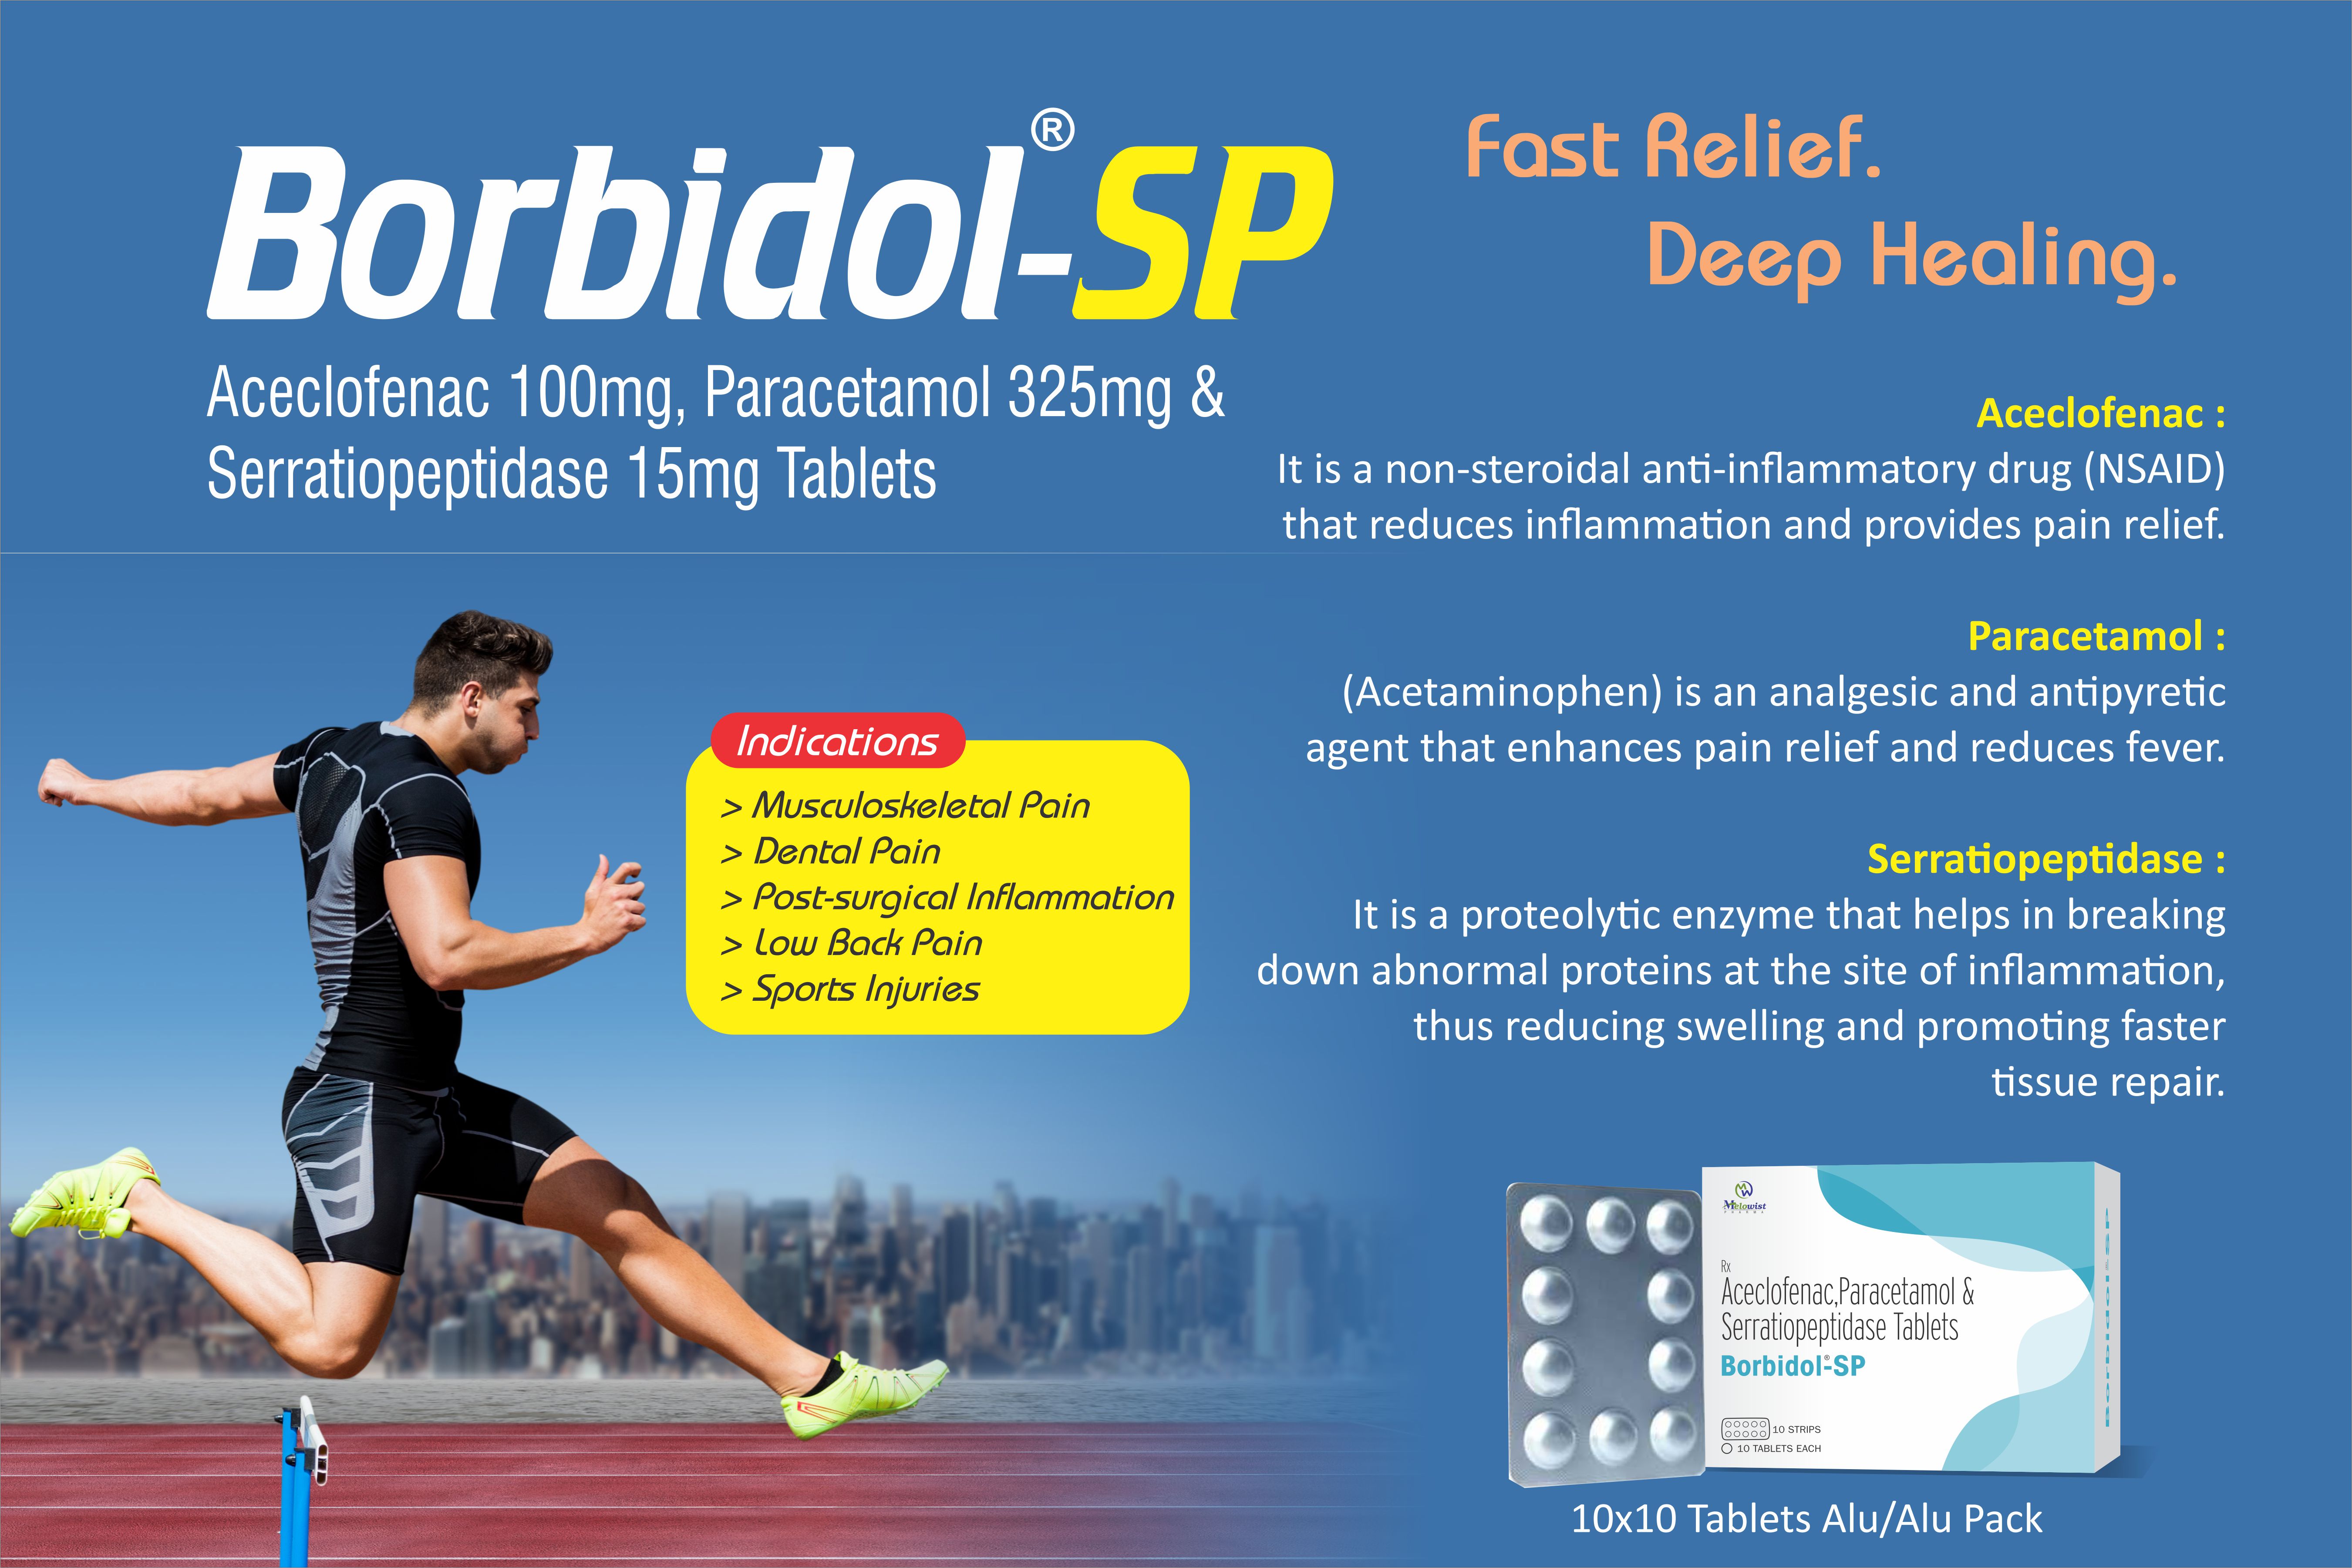 Borbidol®-SP
Aceclofenac 100mg, Paracetamol 325mg &
Serratiopeptidase 15mg Tablets
Fast Relief.
Deep Healing.
Aceclofenac :
It is a non-steroidal anti-inflammatory drug (NSAID)
that reduces inflammation and provides pain relief.
Paracetamol :
(Acetaminophen) is an analgesic and antipyretic
agent that enhances pain relief and reduces fever.
Serratiopeptidase :
It is a proteolytic enzyme that helps in breaking
down abnormal proteins at the site of inflammation,
thus reducing swelling and promoting faster
tissue repair.
Indications
> Musculoskeletal Pain
> Dental Pain
> Post-surgical Inflammation
> Low Back Pain
> Sports Injuries
Melowist
PHARMA
Rx
Aceclofenac,Paracetamol &
Serratiopeptidase Tablets
Borbidol®-SP
10 STRIPS
10 TABLETS EACH
Borbidol-SP
10x10 Tablets Alu/Alu Pack